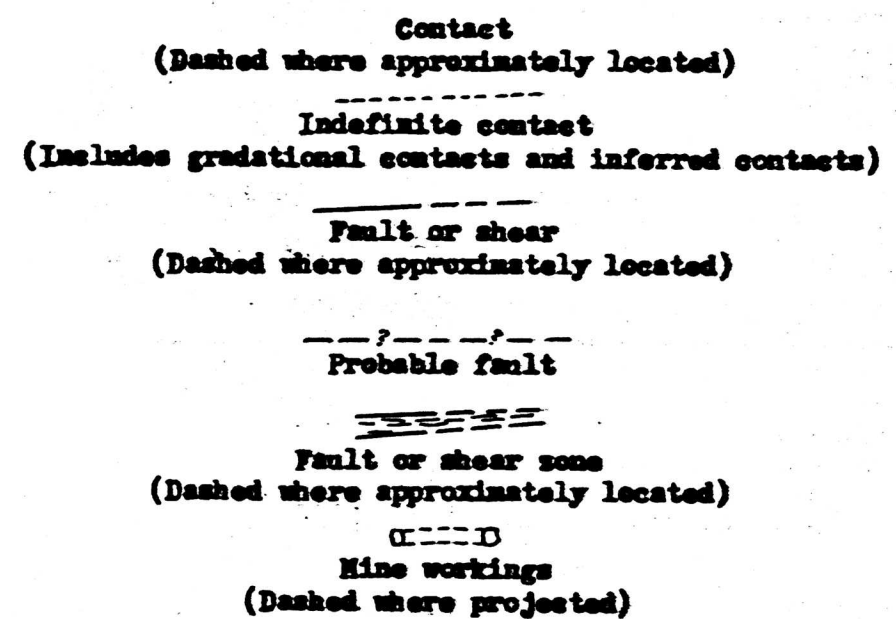 Contact
(Dashed where approximately located)
Indefinite contact
(Includes gradational contacts and inferred contacts)
Fault or shear
(Dashed where approximately located)
? ?
Probable fault
Fault or shear zone
(Dashed where approximately located)
Mine workings
(Dashed where projected)